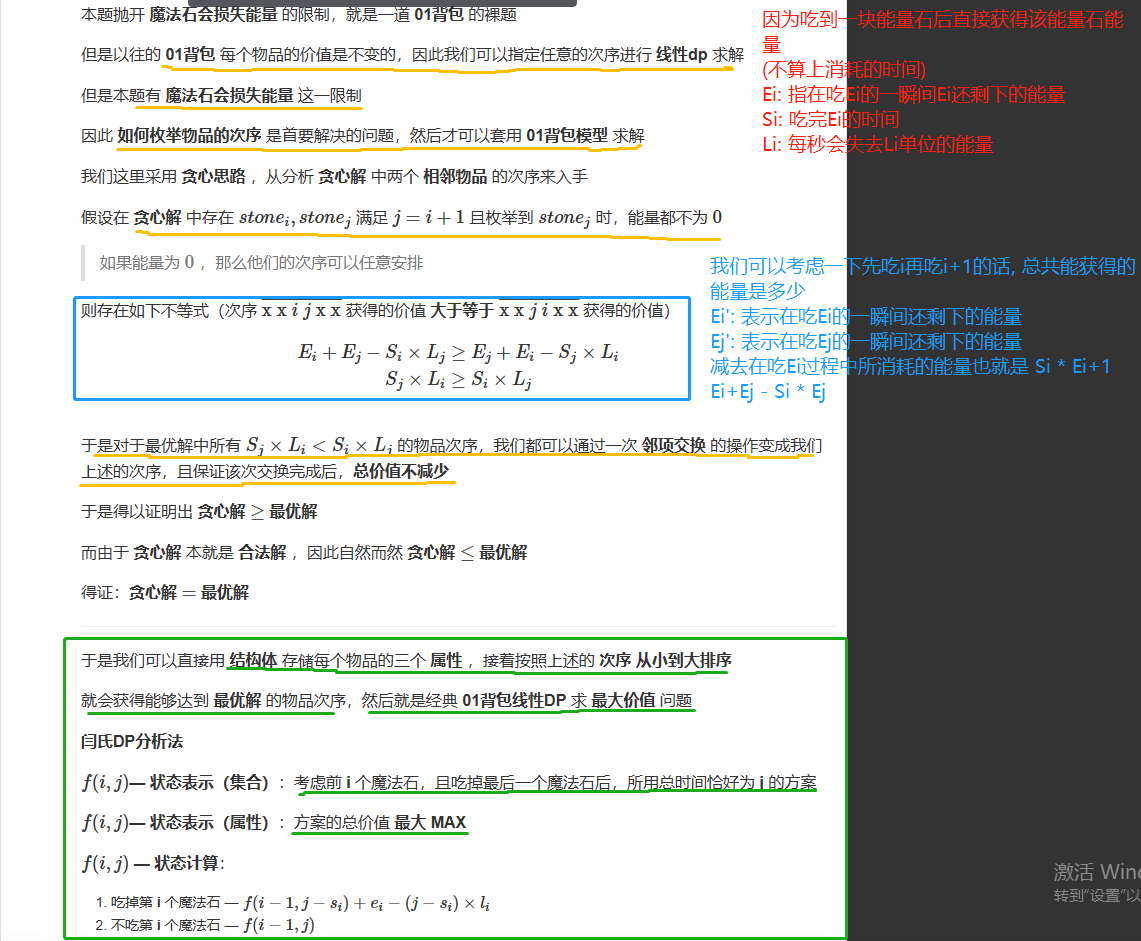 本题抛开 魔法石会损失能量 的限制，就是一道 01背包 的裸题
但是以往的 01背包 每个物品的价值是不变的，因此我们可以指定任意的次序进行 线性dp 求解
但是本题有 魔法石会损失能量 这一限制
因此 如何枚举物品的次序 是首要解决的问题，然后才可以套用 01背包模型 求解
我们这里采用 贪心思路 ，从分析 贪心解 中两个 相邻物品 的次序来入手
假设在 贪心解 中存在 stone_i, stone_j 满足 j = i + 1 且枚举到 stone_j 时，能量都不为 0
如果能量为 0 ，那么他们的次序可以任意安排
则存在如下不等式（次序 x x i j x x 获得的价值 大于等于 x x j i x x 获得的价值）
E_i + E_j − S_i × L_j ≥ E_j + E_i − S_j × L_i
S_j × L_i ≥ S_i × L_j
于是对于最优解中所有 S_j × L_i < S_i × L_j 的物品次序，我们都可以通过一次 邻项交换 的操作变成我们
上述的次序，且保证该次交换完成后，总价值不减少
于是得以证明出 贪心解 ≥ 最优解
而由于 贪心解 本就是 合法解 ，因此自然而然 贪心解 ≤ 最优解
得证：贪心解 = 最优解
于是我们可以直接用 结构体 存储每个物品的三个 属性 ，接着按照上述的 次序 从小到大排序
就会获得能够达到 最优解 的物品次序，然后就是经典 01背包线性DP 求 最大价值 问题
闫氏DP分析法
f(i, j)— 状态表示（集合）：考虑前 i 个魔法石，且吃掉最后一个魔法石后，所用总时间恰好为 j 的方案
f(i, j)— 状态表示（属性）：方案的总价值 最大 MAX
f(i, j) — 状态计算：
1. 吃掉第 i 个魔法石 — f(i − 1, j − s_i) + e_i − (j − s_i) × l_i
2. 不吃第 i 个魔法石 — f(i − 1, j)
因为吃到一块能量石后直接获得该能量石能
量
(不算上消耗的时间)
Ei: 指在吃Ei的一瞬间Ei还剩下的能量
Si: 吃完Ei的时间
Li: 每秒会失去Li单位的能量
我们可以考虑一下先吃i再吃i+1的话, 总共能获得的
能量是多少
Ei': 表示在吃Ei的一瞬间还剩下的能量
Ej': 表示在吃Ej的一瞬间还剩下的能量
减去在吃Ei过程中所消耗的能量也就是 Si * Ei+1
Ei+Ej - Si * Ej
激活 Winc
转到"设置"以